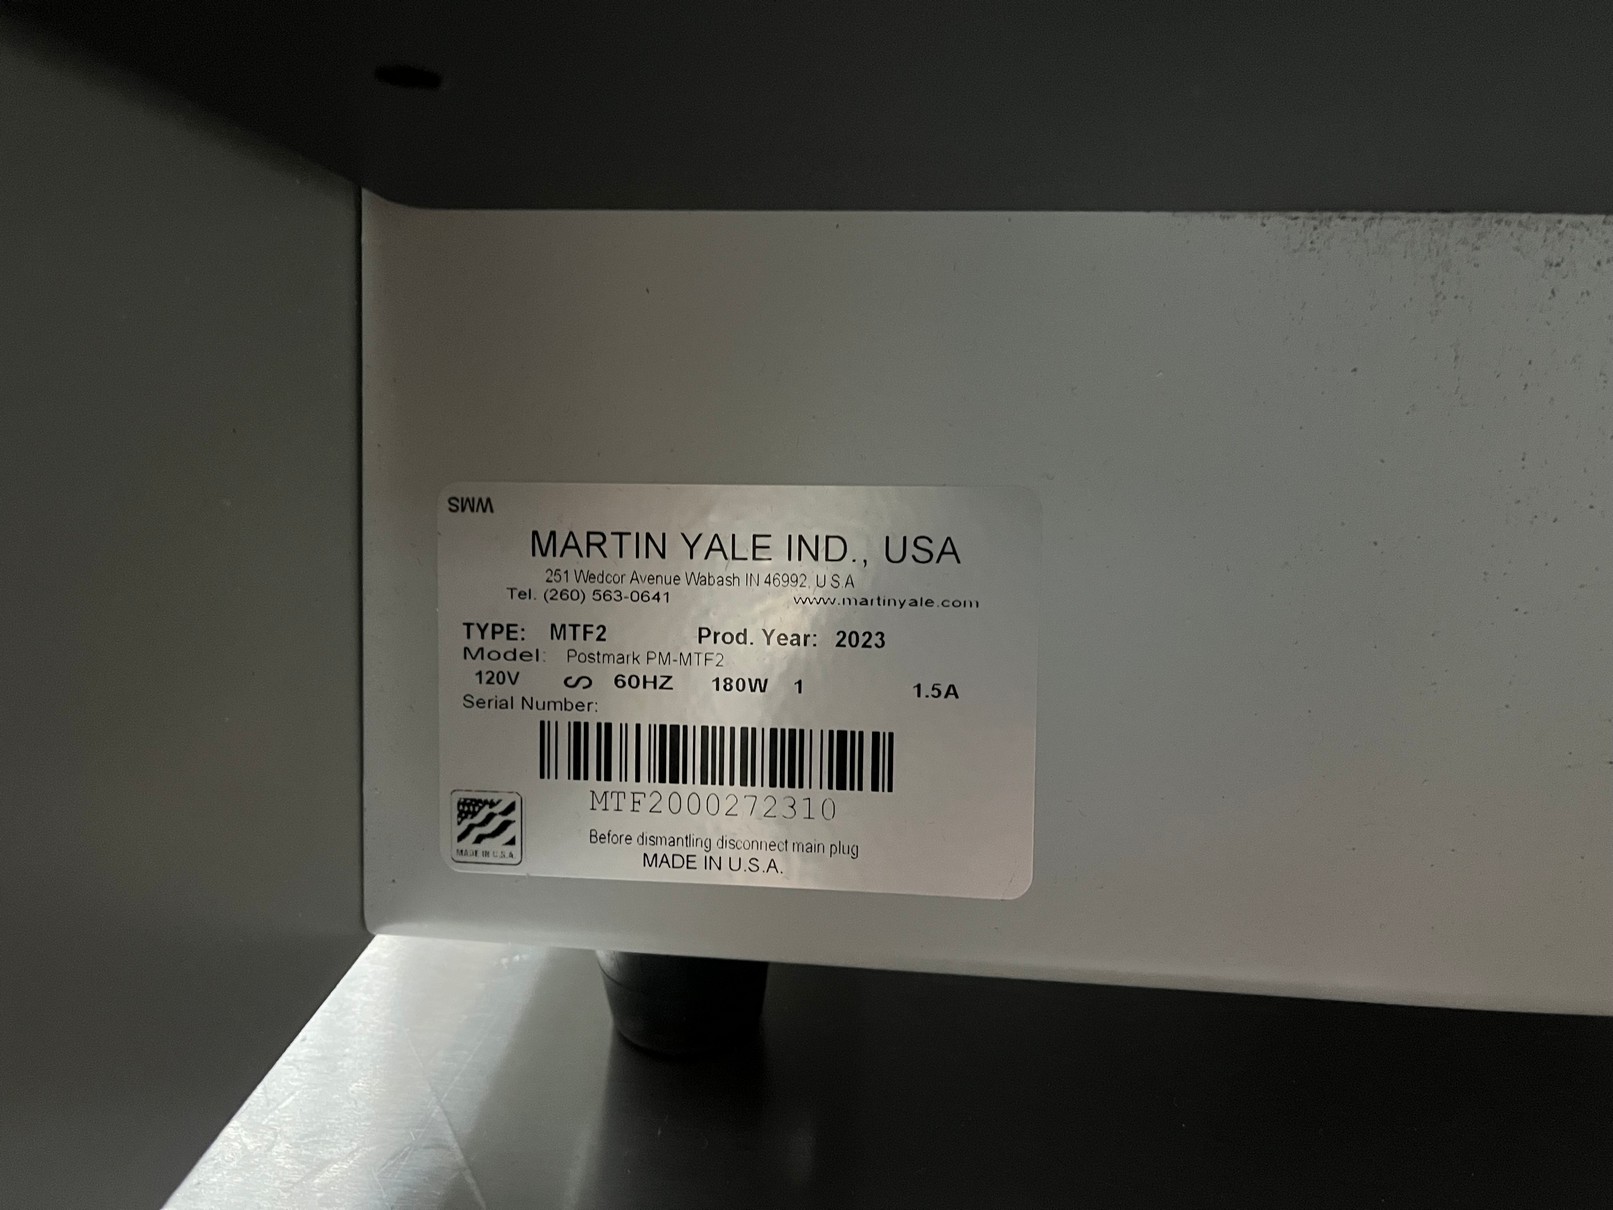 SWM
MARTIN YALE IND., USA
251 Wedcor Avenue Wabash IN 46992, U S A
Tel. (260) 563-0641 www.martinyale.com
TYPE: MTF2 Prod. Year: 2023
Model: Postmark PM-MTF2
120V ∽ 60HZ 180W 1 1.5A
Serial Number:
MTF2000272310
MADE IN U.S.A.
Before dismantling disconnect main plug
MADE IN U.S.A.